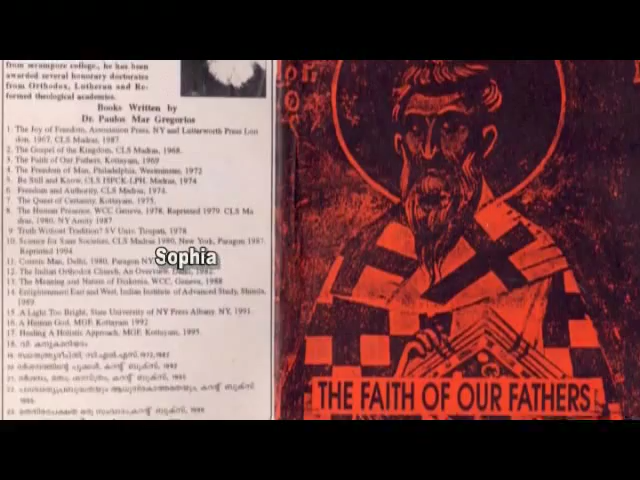 from serampore college, he has been
awarded several honorary doctorates
from Orthodox, Lutheran and Re-
formed theological academies.
Books Written by
Dr. Paulos Mar Gregorios
1. The Joy of Freedom, Association Press, NY and Lutterworth Press Lon
don, 1967, CLS Madras, 1987
2. The Gospel of the Kingdom, CLS Madras, 1968.
3. The Faith of Our Fathers, Kottayam, 1969
4. The Freedom of Man, Philadelphia, Westminster, 1972
5. Be Still and Know, CLS ISPCK-LPH, Madras, 1974
6. Freedom and Authority, CLS Madras, 1974.
7. The Quest of Certainty, Kottayam, 1975.
8. The Human Presence, WCC Geneva, 1978, Reprinted 1979 CLS Ma
dras, 1980, NY Amity 1987
9. Truth Without Tradition? SV Univ. Tirupati, 1978
10. Science for Sane Societies, CLS Madras 1980, New York, Paragon 1987.
Reprinted 1994
11. Cosmic Man, Delhi, 1980, Paragon NY
Sophia
12. The Indian Orthodox Church, An Overview, Delhi, 1982.
13. The Meaning and Nature of Diakonia, WCC, Geneva, 1988
14. Enlightenment East and West, Indian Institute of Advanced Study, Shimla,
1989
15. A Light Too Bright, State University of NY Press Albany NY, 1991.
16. A Human God, MGF, Kottayam 1992
17. Healing A Holistic Approach, MGF, Kottayam, 1995.
18.
19.
20.
21.
22.
23.
THE FAITH OF OUR FATHERS